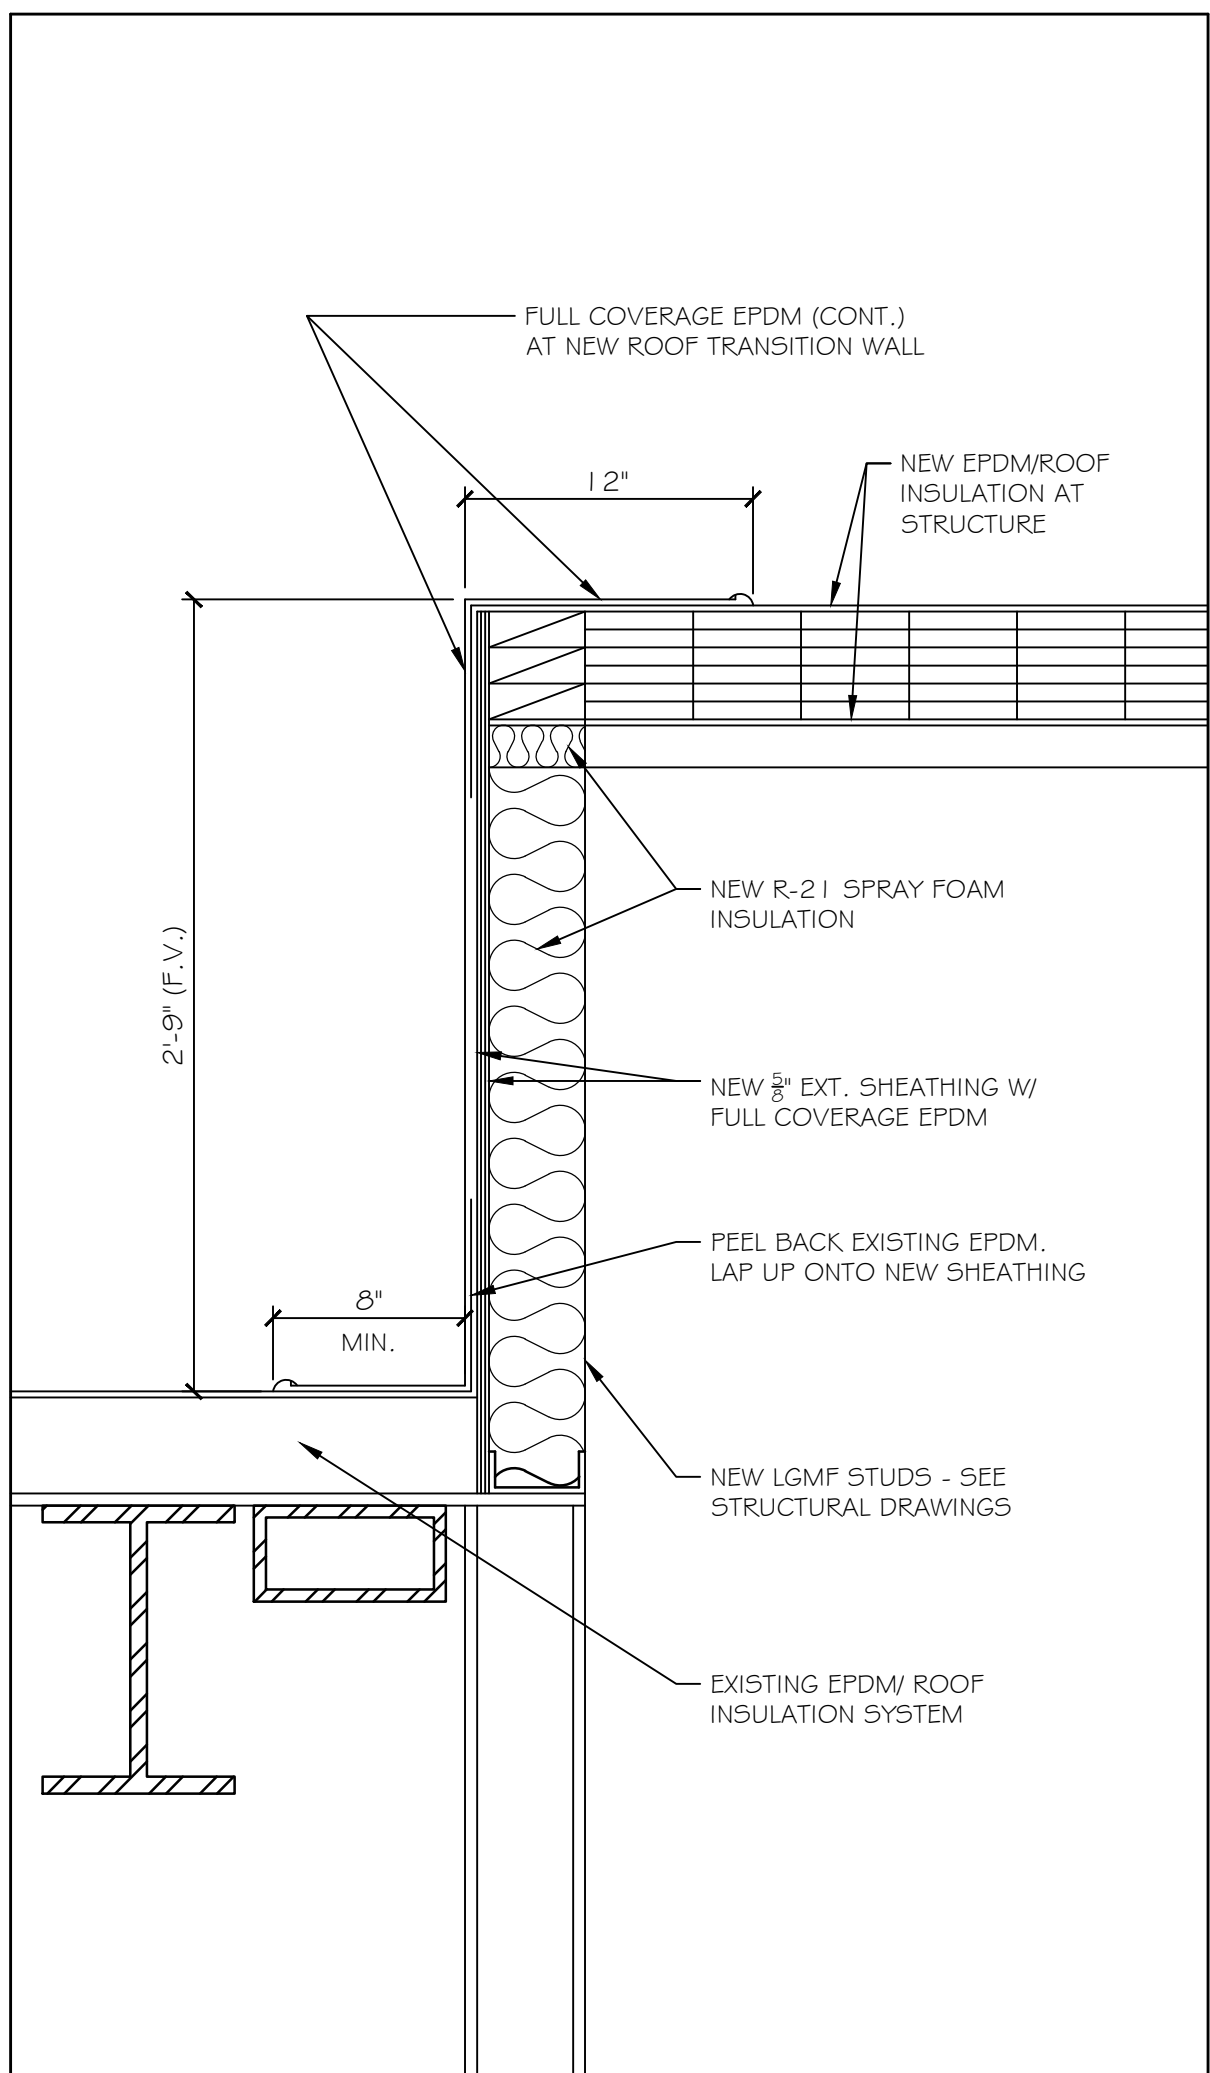 FULL COVERAGE EPDM (CONT.)
AT NEW ROOF TRANSITION WALL
NEW EPDM/ROOF
INSULATION AT
STRUCTURE
12"
NEW R-21 SPRAY FOAM
INSULATION
2'-9" (F.V.)
NEW 5/8" EXT. SHEATHING W/
FULL COVERAGE EPDM
PEEL BACK EXISTING EPDM.
LAP UP ONTO NEW SHEATHING
8"
MIN.
NEW LGMF STUDS - SEE
STRUCTURAL DRAWINGS
EXISTING EPDM/ ROOF
INSULATION SYSTEM